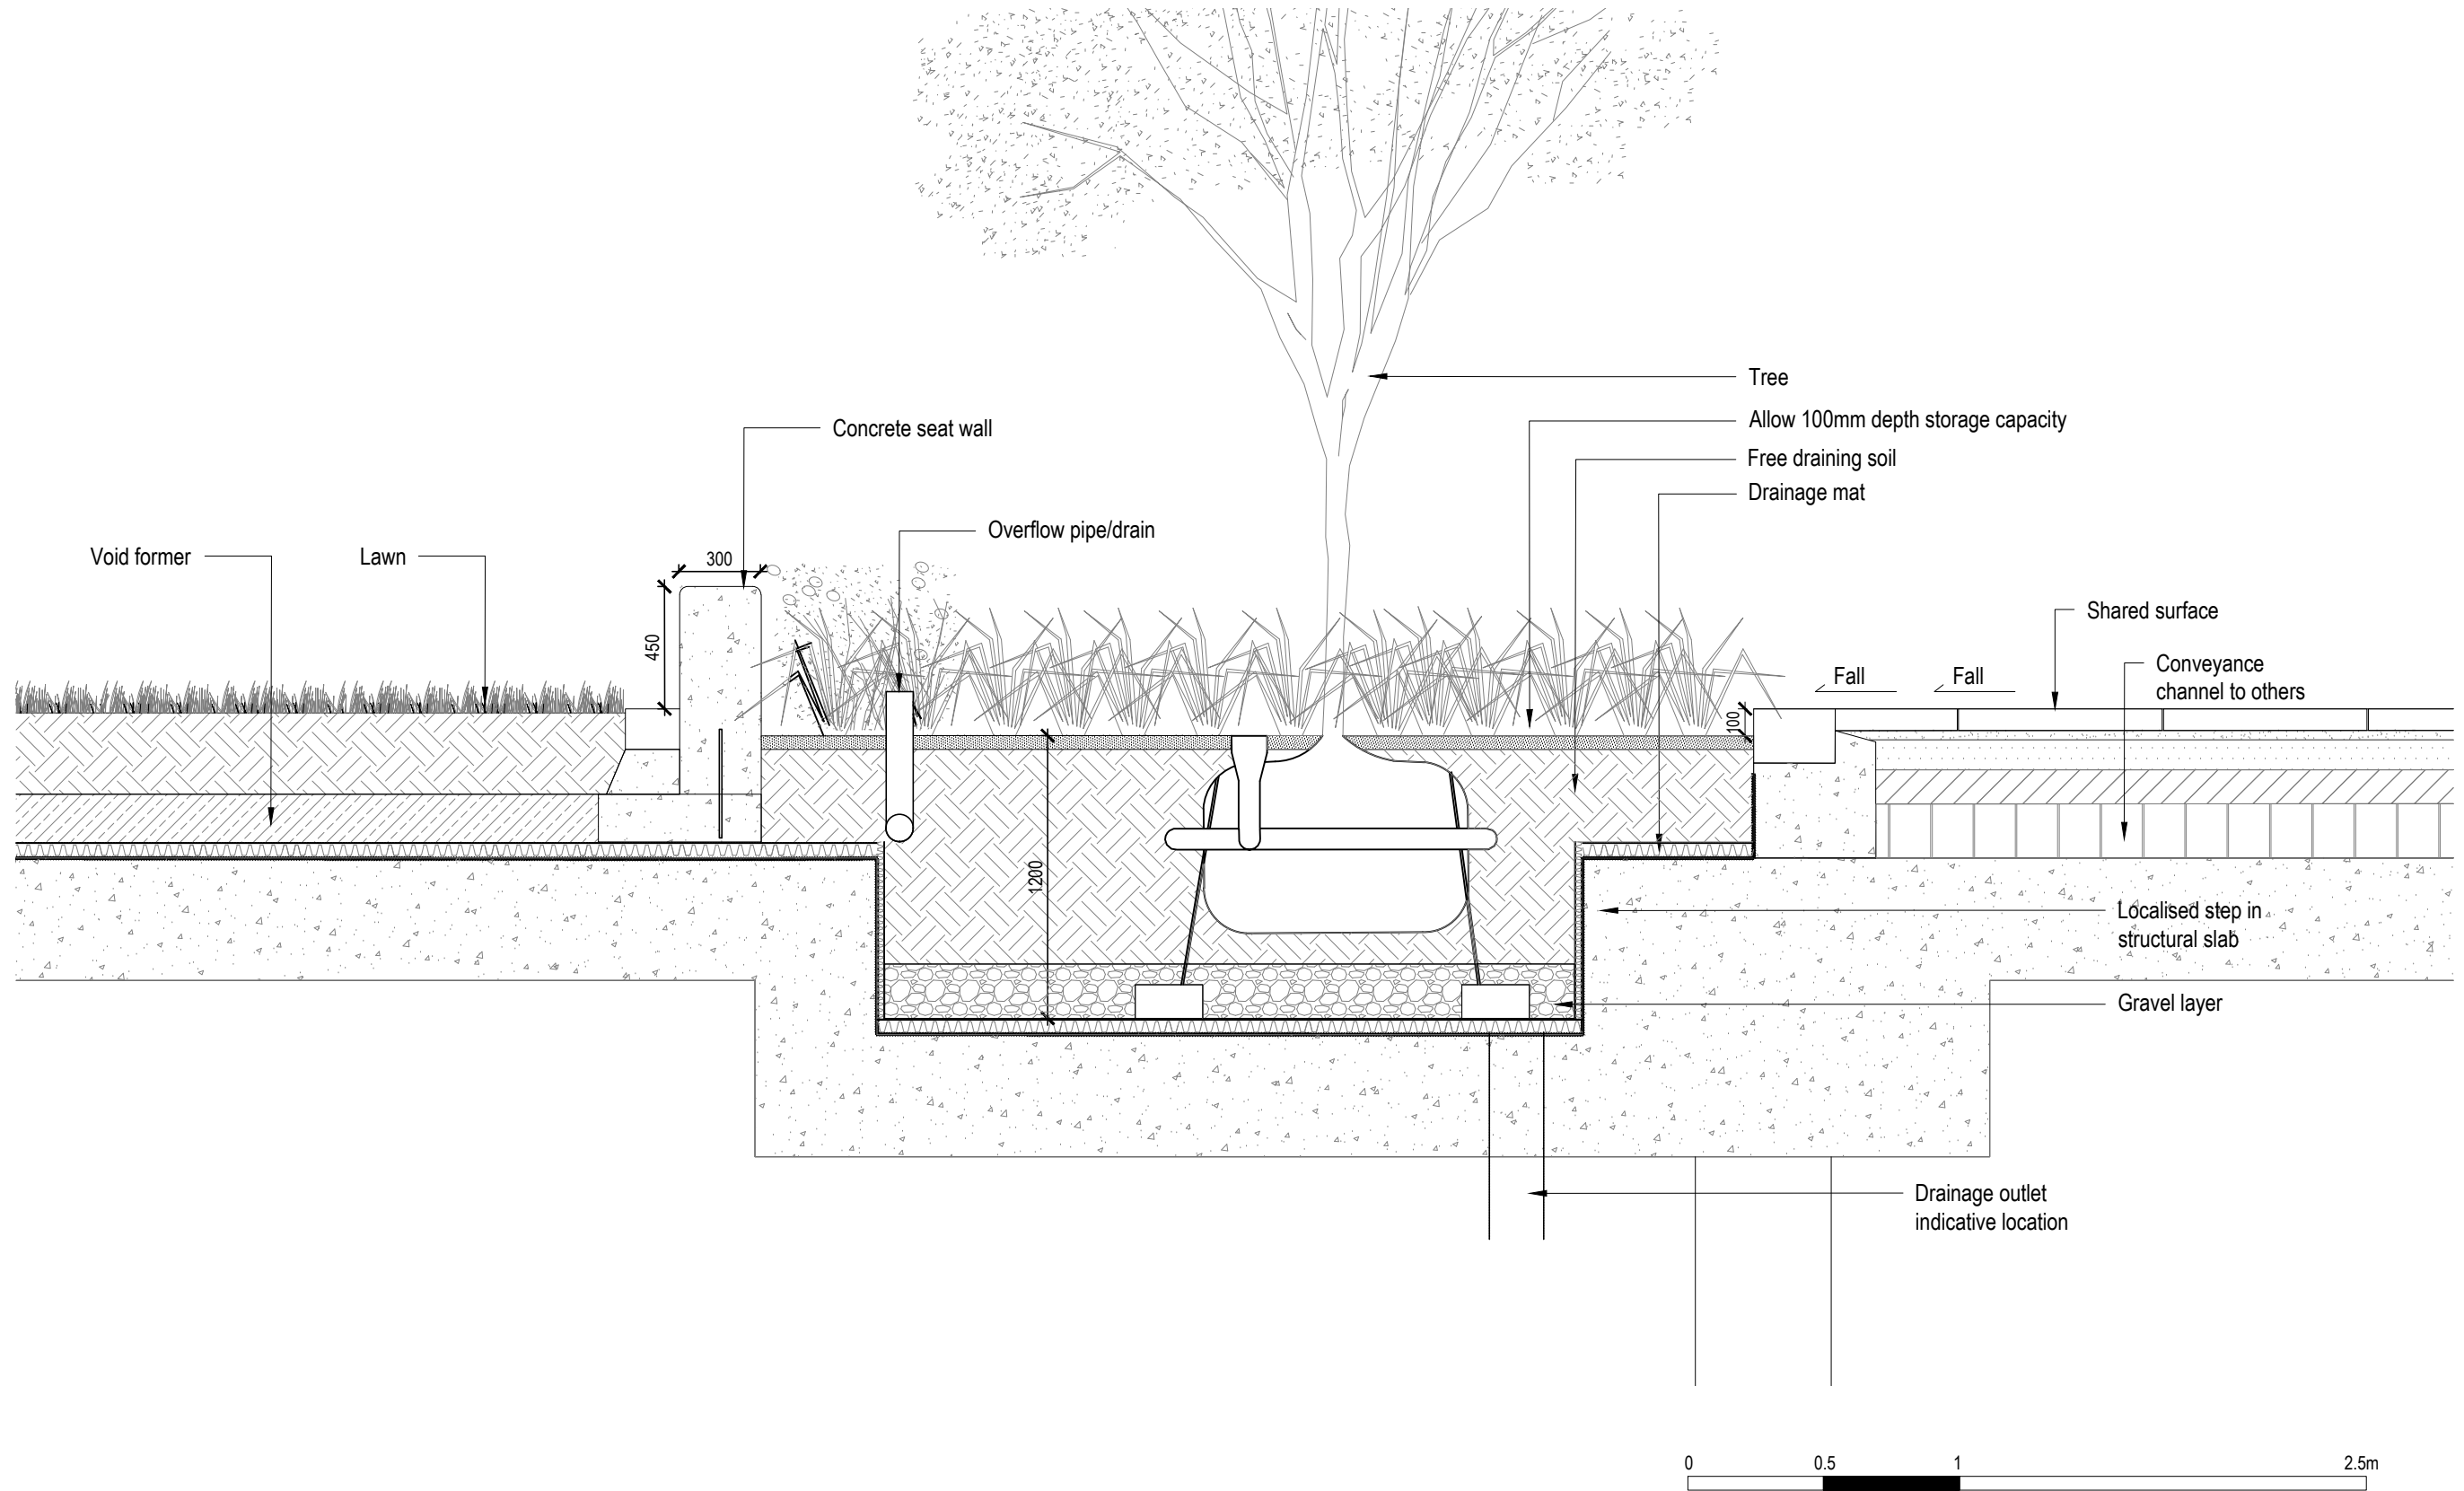 Tree
Allow 100mm depth storage capacity
Concrete seat wall
Free draining soil
Drainage mat
Overflow pipe/drain
Void former
Lawn
300
450
Shared surface
Fall
Fall
Conveyance
channel to others
100
1200
Localised step in
structural slab
Gravel layer
Drainage outlet
indicative location
0
0.5
1
2.5m